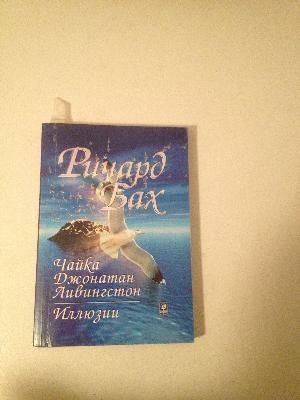 Ричард
Бах
Чайка
Джонатан
Ливингстон
Иллюзии